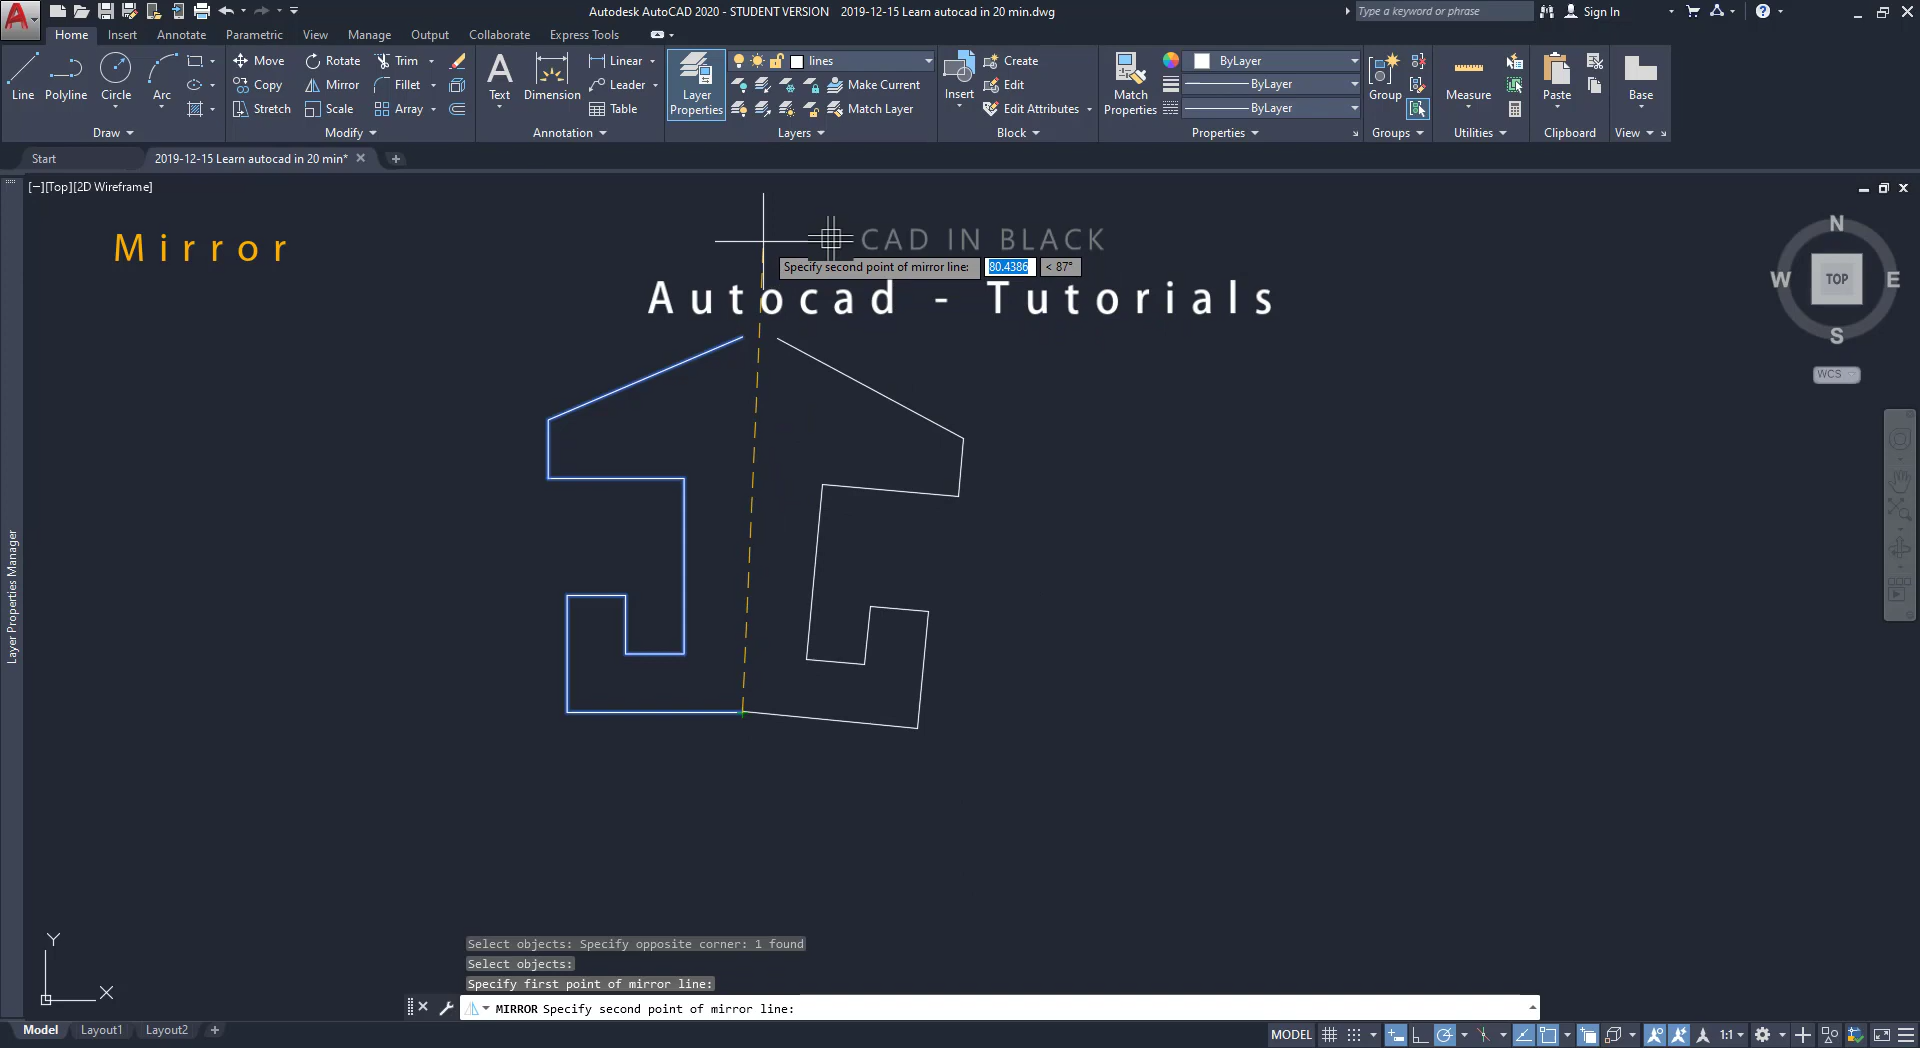 Autodesk AutoCAD 2020 - STUDENT VERSION 2019-12-15 Learn autocad in 20 min.dwg
Type a keyword or phrase
Sign In
Home Insert Annotate Parametric View Manage Output Collaborate Express Tools
Line Polyline Circle Arc
Draw
Move Rotate Trim
Copy Mirror Fillet
Stretch Scale Array
Modify
Text Dimension
Linear
Leader
Table
Annotation
Layer
Properties
lines
Make Current
Match Layer
Layers
Insert
Create
Edit
Edit Attributes
Block
Match
Properties
ByLayer
ByLayer
ByLayer
Properties
Group
Groups
Measure
Utilities
Paste
Clipboard
Base
View
Start
2019-12-15 Learn autocad in 20 min*
[−][Top][2D Wireframe]
Mirror
CAD IN BLACK
Specify second point of mirror line: 80.4386 < 87°
Autocad - Tutorials
N
W TOP E
S
WCS
Layer Properties Manager
Y
X
Select objects: Specify opposite corner: 1 found
Select objects:
Specify first point of mirror line:
MIRROR Specify second point of mirror line:
Model Layout1 Layout2
MODEL
1:1